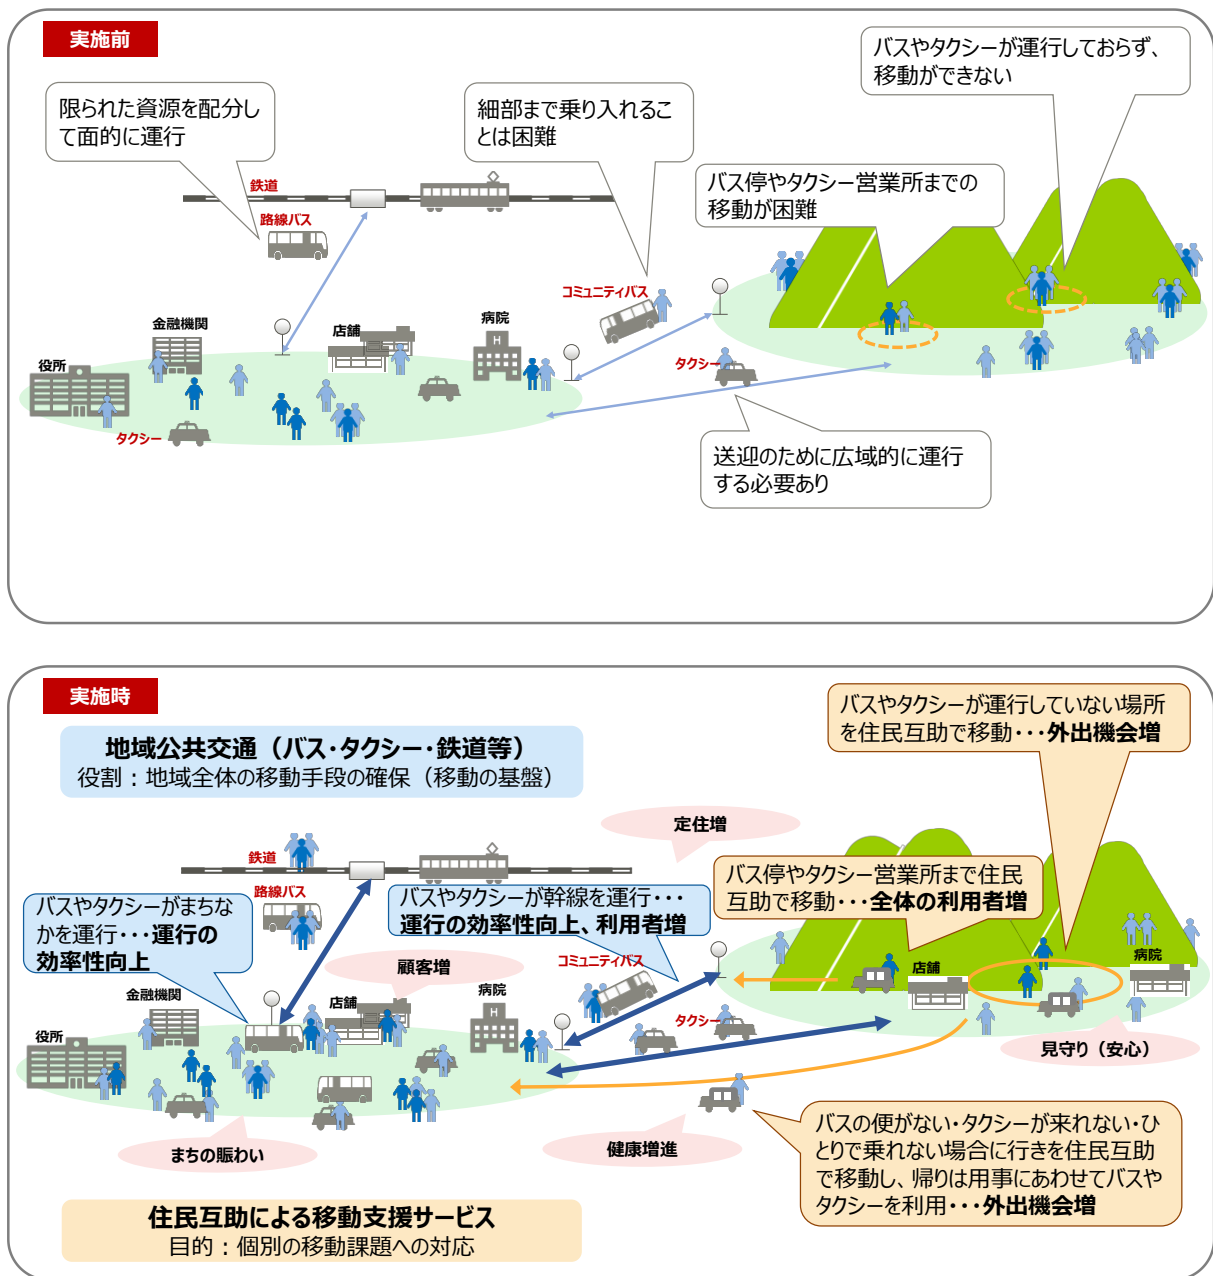 実施前
バスやタクシーが運行しておらず、
移動ができない
限られた資源を配分し
て面的に運行
細部まで乗り入れるこ
とは困難
バス停やタクシー営業所までの
移動が困難
鉄道
路線バス
コミュニティバス
金融機関
店舗
病院
H
役所
タクシー
タクシー
送迎のために広域的に運行
する必要あり
実施時
バスやタクシーが運行していない場所
を住民互助で移動・・・外出機会増
地域公共交通（バス・タクシー・鉄道等）
役割：地域全体の移動手段の確保（移動の基盤）
定住増
鉄道
バス停やタクシー営業所まで住民
互助で移動・・・全体の利用者増
路線バス
バスやタクシーがまちな
かを運行・・・運行の
効率性向上
バスやタクシーが幹線を運行・・・
運行の効率性向上、利用者増
顧客増
コミュニティバス
店舗
病院
金融機関
店舗
病院
H
役所
タクシー
見守り（安心）
まちの賑わい
健康増進
バスの便がない・タクシーが来れない・ひ
とりで乗れない場合に行きを住民互助
で移動し、帰りは用事にあわせてバスや
タクシーを利用・・・外出機会増
住民互助による移動支援サービス
目的：個別の移動課題への対応